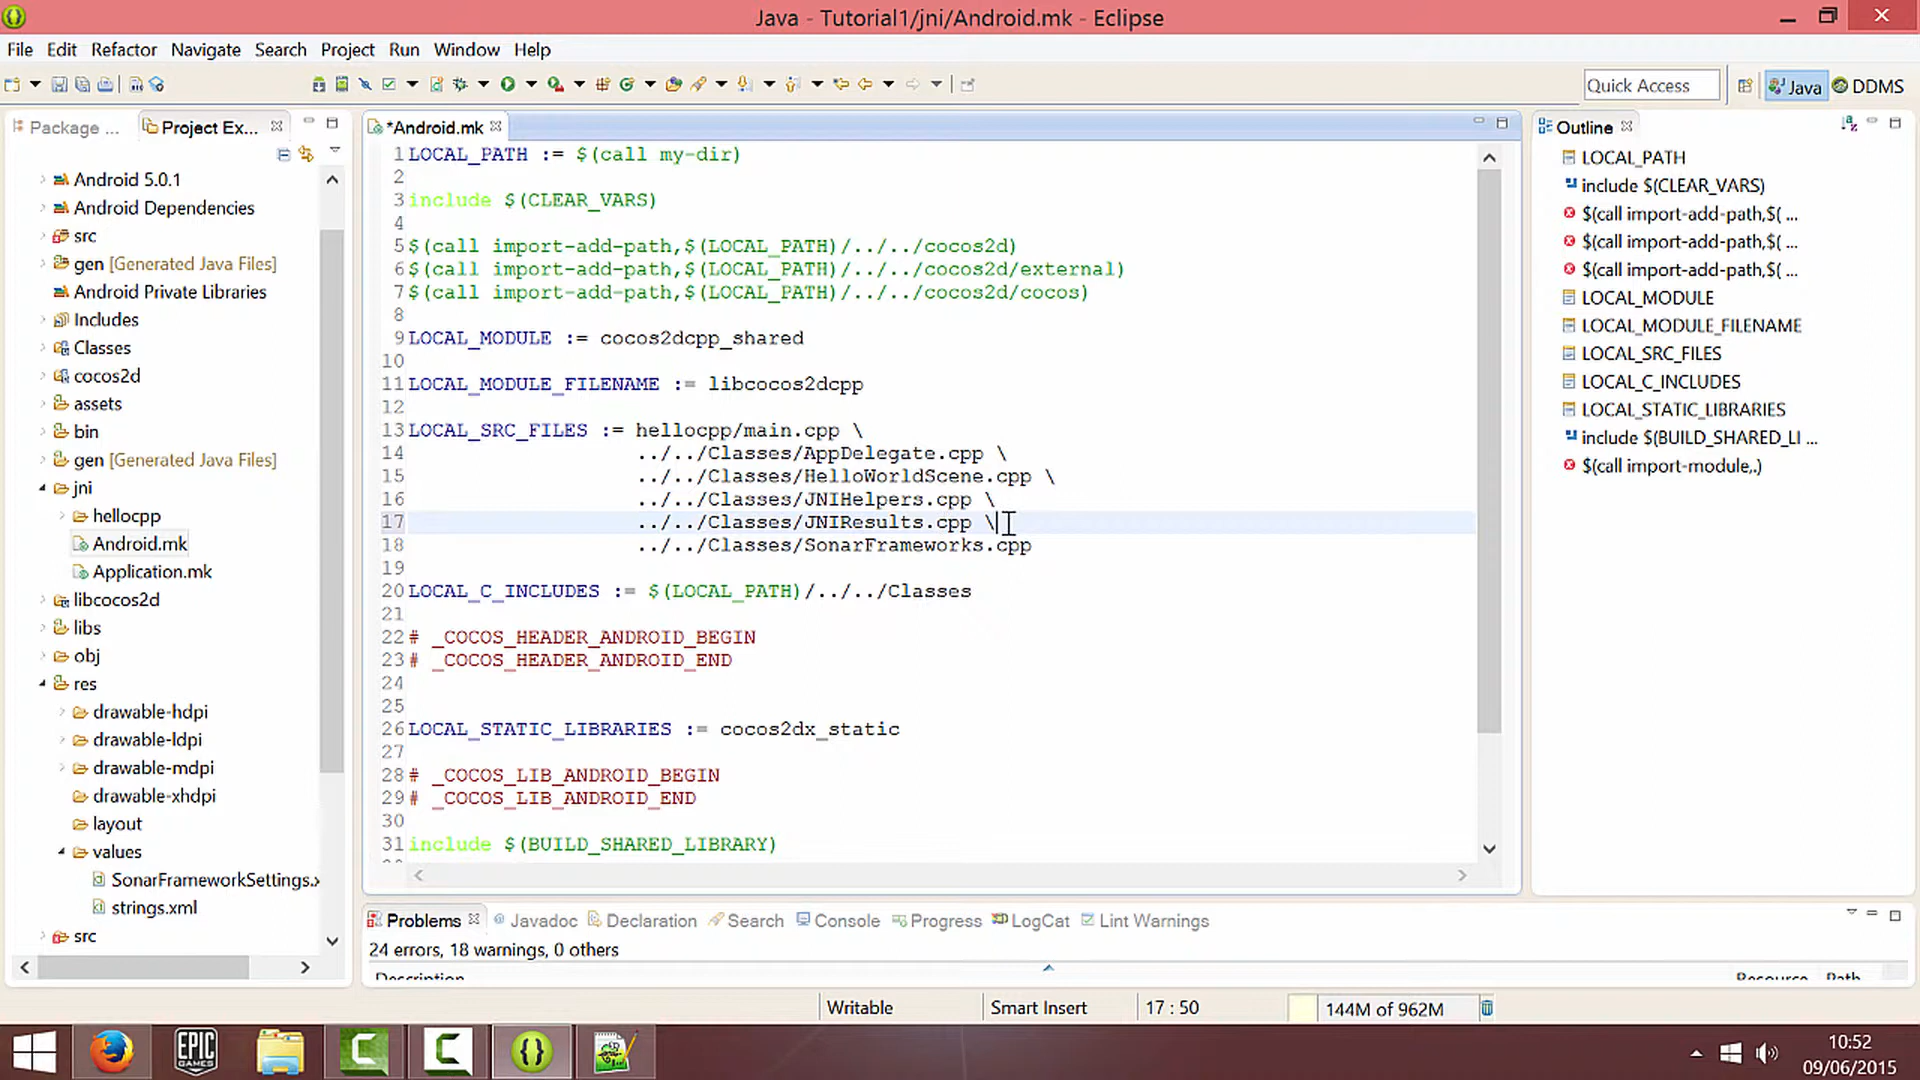 Java - Tutorial1/jni/Android.mk - Eclipse
File Edit Refactor Navigate Search Project Run Window Help
Quick Access
Java
DDMS
Package ...
Project Ex...
Android 5.0.1
Android Dependencies
src
gen [Generated Java Files]
Android Private Libraries
Includes
Classes
cocos2d
assets
bin
gen [Generated Java Files]
jni
hellocpp
Android.mk
Application.mk
libcocos2d
libs
obj
res
drawable-hdpi
drawable-ldpi
drawable-mdpi
drawable-xhdpi
layout
values
SonarFrameworkSettings.x
strings.xml
src
*Android.mk
1 LOCAL_PATH := $(call my-dir)
2
3 include $(CLEAR_VARS)
4
5 $(call import-add-path,$(LOCAL_PATH)/../../cocos2d)
6 $(call import-add-path,$(LOCAL_PATH)/../../cocos2d/external)
7 $(call import-add-path,$(LOCAL_PATH)/../../cocos2d/cocos)
8
9 LOCAL_MODULE := cocos2dcpp_shared
10
11 LOCAL_MODULE_FILENAME := libcocos2dcpp
12
13 LOCAL_SRC_FILES := hellocpp/main.cpp \
14 ../../Classes/AppDelegate.cpp \
15 ../../Classes/HelloWorldScene.cpp \
16 ../../Classes/JNIHelpers.cpp \
17 ../../Classes/JNIResults.cpp \
18 ../../Classes/SonarFrameworks.cpp
19
20 LOCAL_C_INCLUDES := $(LOCAL_PATH)/../../Classes
21
22 # _COCOS_HEADER_ANDROID_BEGIN
23 # _COCOS_HEADER_ANDROID_END
24
25
26 LOCAL_STATIC_LIBRARIES := cocos2dx_static
27
28 # _COCOS_LIB_ANDROID_BEGIN
29 # _COCOS_LIB_ANDROID_END
30
31 include $(BUILD_SHARED_LIBRARY)
Outline
LOCAL_PATH
include $(CLEAR_VARS)
$(call import-add-path,$( ...
$(call import-add-path,$( ...
$(call import-add-path,$( ...
LOCAL_MODULE
LOCAL_MODULE_FILENAME
LOCAL_SRC_FILES
LOCAL_C_INCLUDES
LOCAL_STATIC_LIBRARIES
include $(BUILD_SHARED_LI ...
$(call import-module,.)
Problems Javadoc Declaration Search Console Progress LogCat Lint Warnings
24 errors, 18 warnings, 0 others
Description Resource Path
Writable Smart Insert 17 : 50 144M of 962M
EPIC GAMES
10:52
09/06/2015